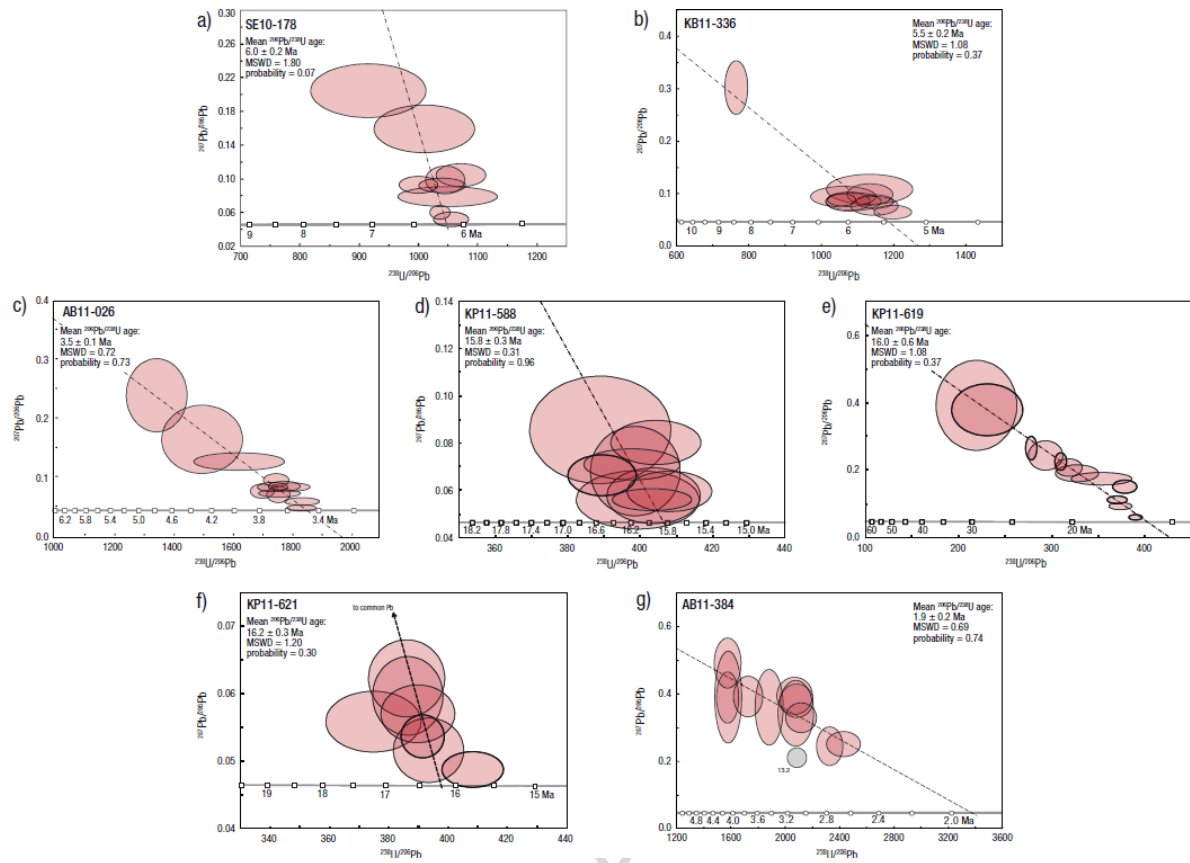 a)
SE10-178
Mean ²⁰⁶Pb/²³⁸U age:
6.0 ± 0.2 Ma
MSWD = 1.80
probability = 0.07
0.30
0.26
0.22
0.18
0.14
0.10
0.06
0.02
²⁰⁷Pb/²⁰⁶Pb
9 8 7 6 Ma
700 800 900 1000 1100 1200
²³⁸U/²⁰⁶Pb
b)
KB11-336
Mean ²⁰⁶Pb/²³⁸U age:
5.5 ± 0.2 Ma
MSWD = 1.08
probability = 0.37
0.4
0.3
0.2
0.1
0.0
²⁰⁷Pb/²⁰⁶Pb
10 9 8 7 6 5 Ma
600 800 1000 1200 1400
²³⁸U/²⁰⁶Pb
c)
AB11-026
Mean ²⁰⁶Pb/²³⁸U age:
3.5 ± 0.1 Ma
MSWD = 0.72
probability = 0.73
0.4
0.3
0.2
0.1
0.0
²⁰⁷Pb/²⁰⁶Pb
6.2 5.8 5.4 5.0 4.6 4.2 3.8 3.4 Ma
1000 1200 1400 1600 1800 2000
²³⁸U/²⁰⁶Pb
d)
KP11-588
Mean ²⁰⁶Pb/²³⁸U age:
15.8 ± 0.3 Ma
MSWD = 0.31
probability = 0.96
0.14
0.12
0.10
0.08
0.06
0.04
²⁰⁷Pb/²⁰⁶Pb
18.2 17.8 17.4 17.0 16.6 16.2 15.8 15.4 15.0 Ma
360 380 400 420 440
²³⁸U/²⁰⁶Pb
e)
KP11-619
Mean ²⁰⁶Pb/²³⁸U age:
16.0 ± 0.6 Ma
MSWD = 1.08
probability = 0.37
0.6
0.4
0.2
0.0
²⁰⁷Pb/²⁰⁶Pb
60 50 40 30 20 Ma
100 200 300 400
²³⁸U/²⁰⁶Pb
f)
KP11-621
Mean ²⁰⁶Pb/²³⁸U age:
16.2 ± 0.3 Ma
MSWD = 1.20
probability = 0.30
to common Pb
0.07
0.06
0.05
0.04
²⁰⁷Pb/²⁰⁶Pb
19 18 17 16 15 Ma
340 360 380 400 420 440
²³⁸U/²⁰⁶Pb
g)
AB11-384
Mean ²⁰⁶Pb/²³⁸U age:
1.9 ± 0.2 Ma
MSWD = 0.69
probability = 0.74
0.6
0.4
0.2
0.0
²⁰⁷Pb/²⁰⁶Pb
13.2
4.8 4.4 4.0 3.6 3.2 2.8 2.4 2.0 Ma
1200 1600 2000 2400 2800 3200 3600
²³⁸U/²⁰⁶Pb